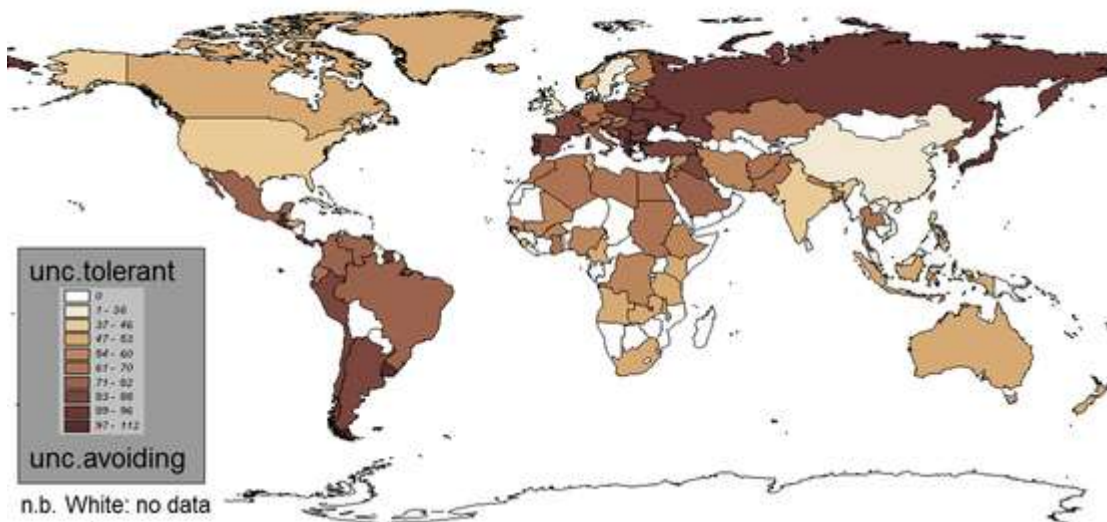 unc.tolerant
0
1 - 36
37 - 46
47 - 53
54 - 60
61 - 70
71 - 82
83 - 88
89 - 96
97 - 112
unc.avoiding
n.b. White: no data